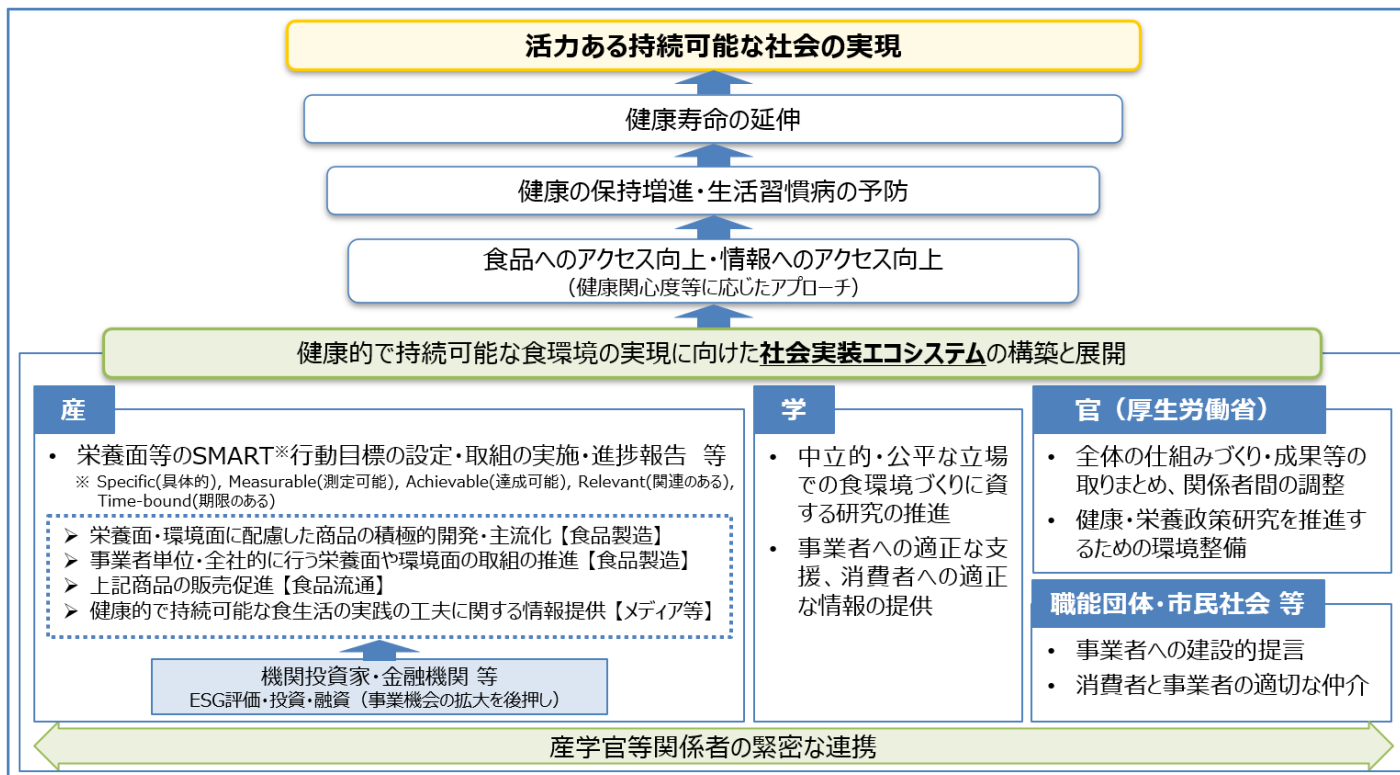 活力ある持続可能な社会の実現
健康寿命の延伸
健康の保持増進・生活習慣病の予防
食品へのアクセス向上・情報へのアクセス向上
（健康関心度等に応じたアプローチ）
健康的で持続可能な食環境の実現に向けた社会実装エコシステムの構築と展開
産
• 栄養面等のSMART※行動目標の設定・取組の実施・進捗報告 等
※ Specific(具体的), Measurable(測定可能), Achievable(達成可能), Relevant(関連のある),
Time-bound(期限のある)
➢ 栄養面・環境面に配慮した商品の積極的開発・主流化【食品製造】
➢ 事業者単位・全社的に行う栄養面や環境面の取組の推進【食品製造】
➢ 上記商品の販売促進【食品流通】
➢ 健康的で持続可能な食生活の実践の工夫に関する情報提供【メディア等】
機関投資家・金融機関 等
ESG評価・投資・融資（事業機会の拡大を後押し）
学
• 中立的・公平な立場
での食環境づくりに資
する研究の推進
• 事業者への適正な支
援、消費者への適正
な情報の提供
官（厚生労働省）
• 全体の仕組みづくり・成果等の
取りまとめ、関係者間の調整
• 健康・栄養政策研究を推進す
るための環境整備
職能団体・市民社会 等
• 事業者への建設的提言
• 消費者と事業者の適切な仲介
産学官等関係者の緊密な連携